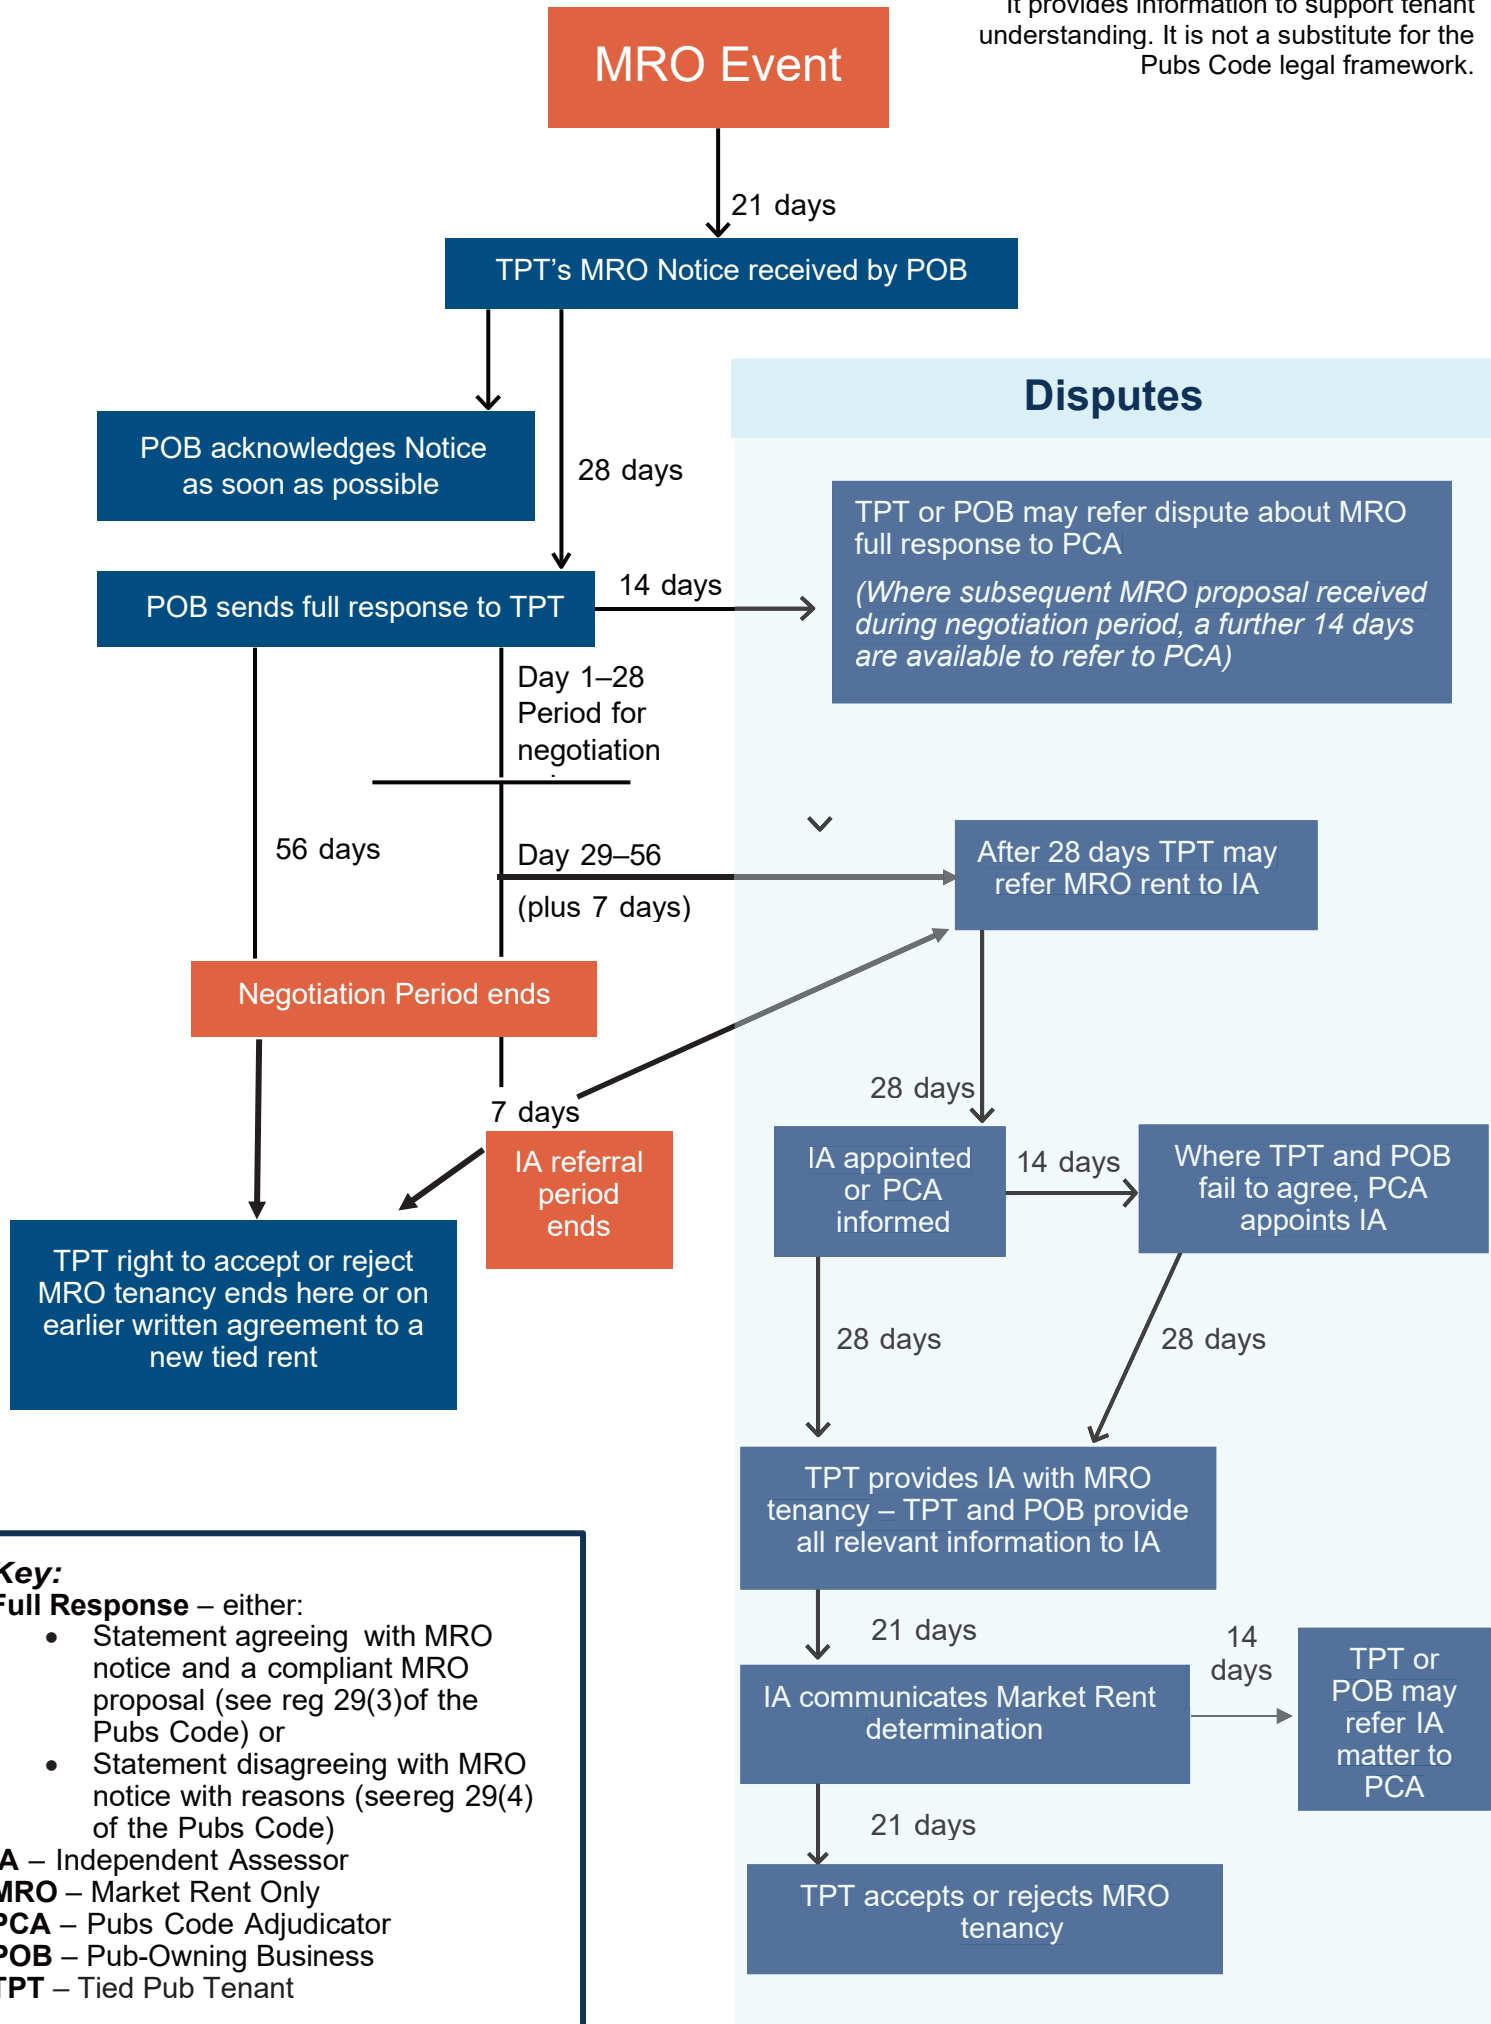 It provides information to support tenant
understanding. It is not a substitute for the
Pubs Code legal framework.
MRO Event
21 days
TPT’s MRO Notice received by POB
Disputes
POB acknowledges Notice
as soon as possible
28 days
TPT or POB may refer dispute about MRO
full response to PCA
(Where subsequent MRO proposal received
during negotiation period, a further 14 days
are available to refer to PCA)
POB sends full response to TPT
14 days
Day 1–28
Period for
negotiation
56 days
Day 29–56
(plus 7 days)
After 28 days TPT may
refer MRO rent to IA
Negotiation Period ends
7 days
28 days
IA referral
period
ends
IA appointed
or PCA
informed
14 days
Where TPT and POB
fail to agree, PCA
appoints IA
TPT right to accept or reject
MRO tenancy ends here or on
earlier written agreement to a
new tied rent
28 days
28 days
TPT provides IA with MRO
tenancy – TPT and POB provide
all relevant information to IA
21 days
14
days
IA communicates Market Rent
determination
TPT or
POB may
refer IA
matter to
PCA
21 days
TPT accepts or rejects MRO
tenancy
Key:
Full Response – either:
• Statement agreeing with MRO
notice and a compliant MRO
proposal (see reg 29(3)of the
Pubs Code) or
• Statement disagreeing with MRO
notice with reasons (seereg 29(4)
of the Pubs Code)
IA – Independent Assessor
MRO – Market Rent Only
PCA – Pubs Code Adjudicator
POB – Pub-Owning Business
TPT – Tied Pub Tenant